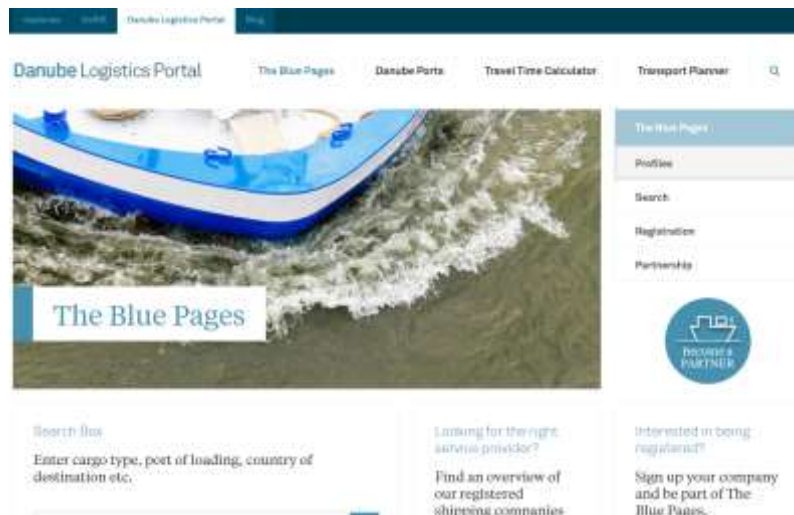 Danube Logistics Portal
Blog
Danube Logistics Portal
The Blue Pages
Danube Ports
Travel Time Calculator
Transport Planner
The Blue Pages
Profiles
Search
Registration
Partnership
The Blue Pages
Become a
PARTNER
Search Box
Enter cargo type, port of loading, country of
destination etc.
Looking for the right
service provider?
Find an overview of
our registered
shipping companies
Interested in being
registered?
Sign up your company
and be part of The
Blue Pages.